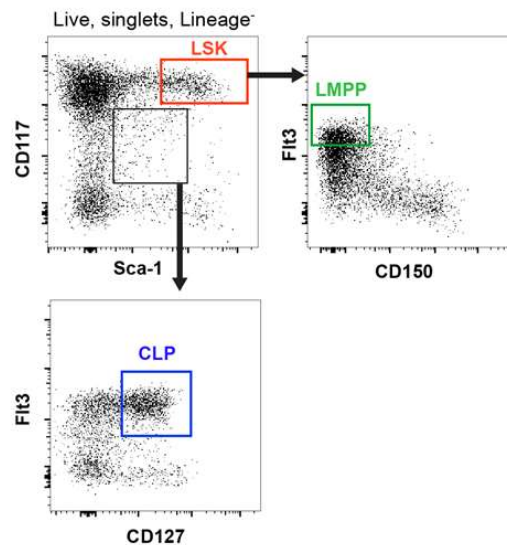 Live, singlets, Lineage⁻
LSK
CD117
Sca-1
LMPP
Flt3
CD150
CLP
Flt3
CD127